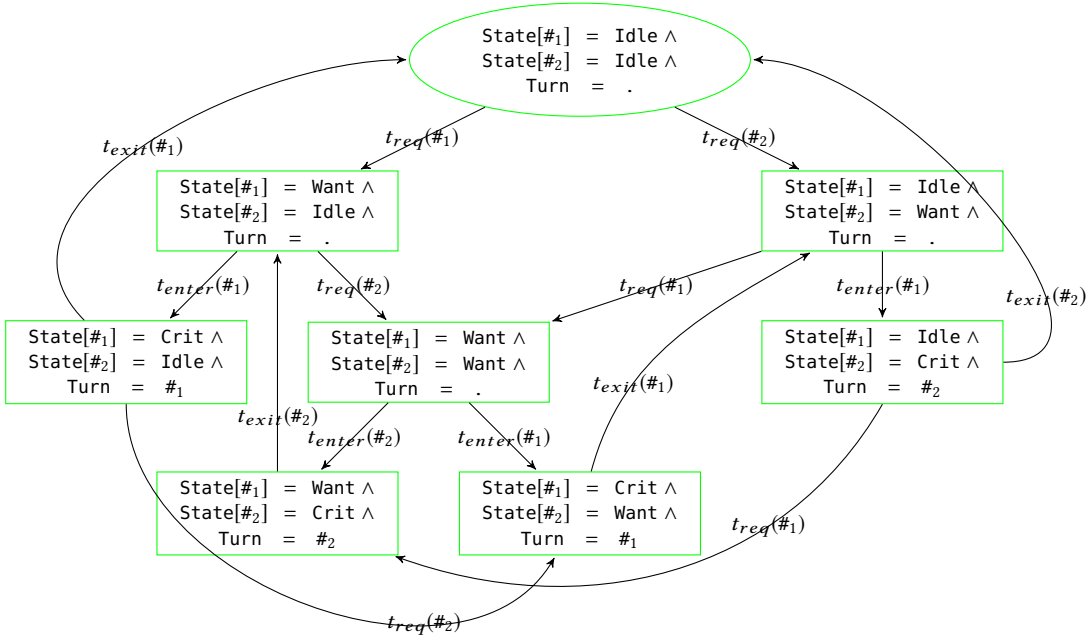 State[#₁] = Idle ∧
State[#₂] = Idle ∧
Turn = .
t_exit(#₁)
t_req(#₁)
t_req(#₂)
State[#₁] = Want ∧
State[#₂] = Idle ∧
Turn = .
State[#₁] = Idle ∧
State[#₂] = Want ∧
Turn = .
t_enter(#₁)
t_req(#₂)
t_req(#₁)
t_enter(#₁)
t_exit(#₂)
State[#₁] = Crit ∧
State[#₂] = Idle ∧
Turn = #₁
State[#₁] = Want ∧
State[#₂] = Want ∧
Turn = .
State[#₁] = Idle ∧
State[#₂] = Crit ∧
Turn = #₂
t_exit(#₁)
t_exit(#₂)
t_enter(#₂)
t_enter(#₁)
State[#₁] = Want ∧
State[#₂] = Crit ∧
Turn = #₂
State[#₁] = Crit ∧
State[#₂] = Want ∧
Turn = #₁
t_req(#₁)
t_req(#₂)